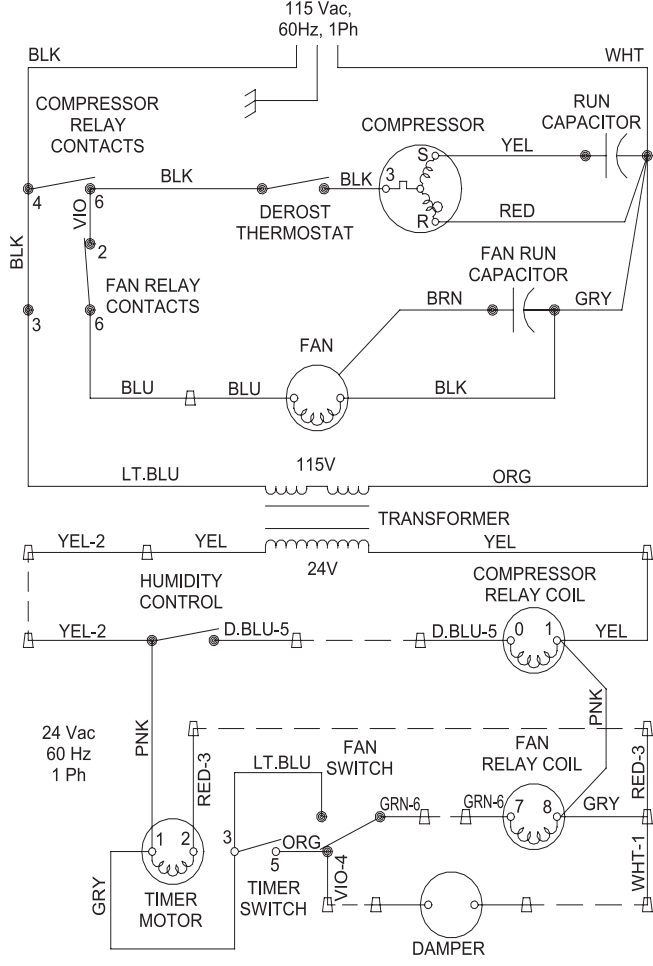 115 Vac,
60Hz, 1Ph
BLK
WHT
COMPRESSOR
RELAY
CONTACTS
COMPRESSOR
RUN
CAPACITOR
S
YEL
4
6
BLK
BLK
3
DEROST
THERMOSTAT
R
RED
VIO
2
BLK
FAN RELAY
CONTACTS
FAN RUN
CAPACITOR
3
6
BRN
GRY
FAN
BLU
BLU
BLK
LT.BLU
115V
ORG
TRANSFORMER
YEL-2
YEL
24V
YEL
HUMIDITY
CONTROL
COMPRESSOR
RELAY COIL
YEL-2
D.BLU-5
D.BLU-5
0
1
YEL
PNK
PNK
24 Vac
60 Hz
1 Ph
RED-3
LT.BLU
FAN
SWITCH
FAN
RELAY COIL
RED-3
GRN-6
GRN-6
7
8
GRY
1
2
3
ORG
5
GRY
TIMER
MOTOR
TIMER
SWITCH
VIO-4
WHT-1
DAMPER